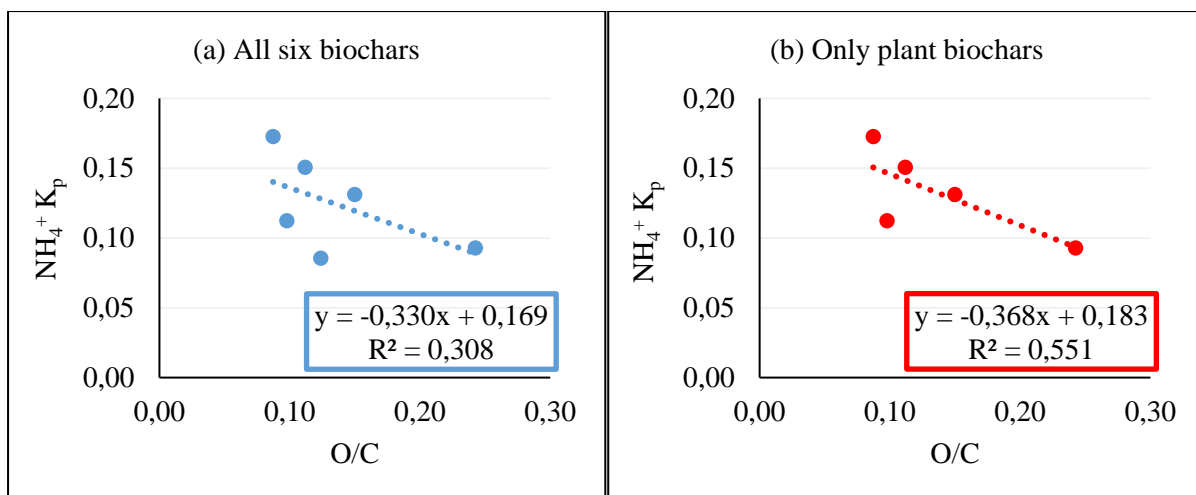 (a) All six biochars
NH₄⁺ Kₚ
0,20
0,15
0,10
0,05
0,00
y = -0,330x + 0,169
R² = 0,308
0,00 0,10 0,20 0,30
O/C
(b) Only plant biochars
NH₄⁺ Kₚ
0,20
0,15
0,10
0,05
0,00
y = -0,368x + 0,183
R² = 0,551
0,00 0,10 0,20 0,30
O/C